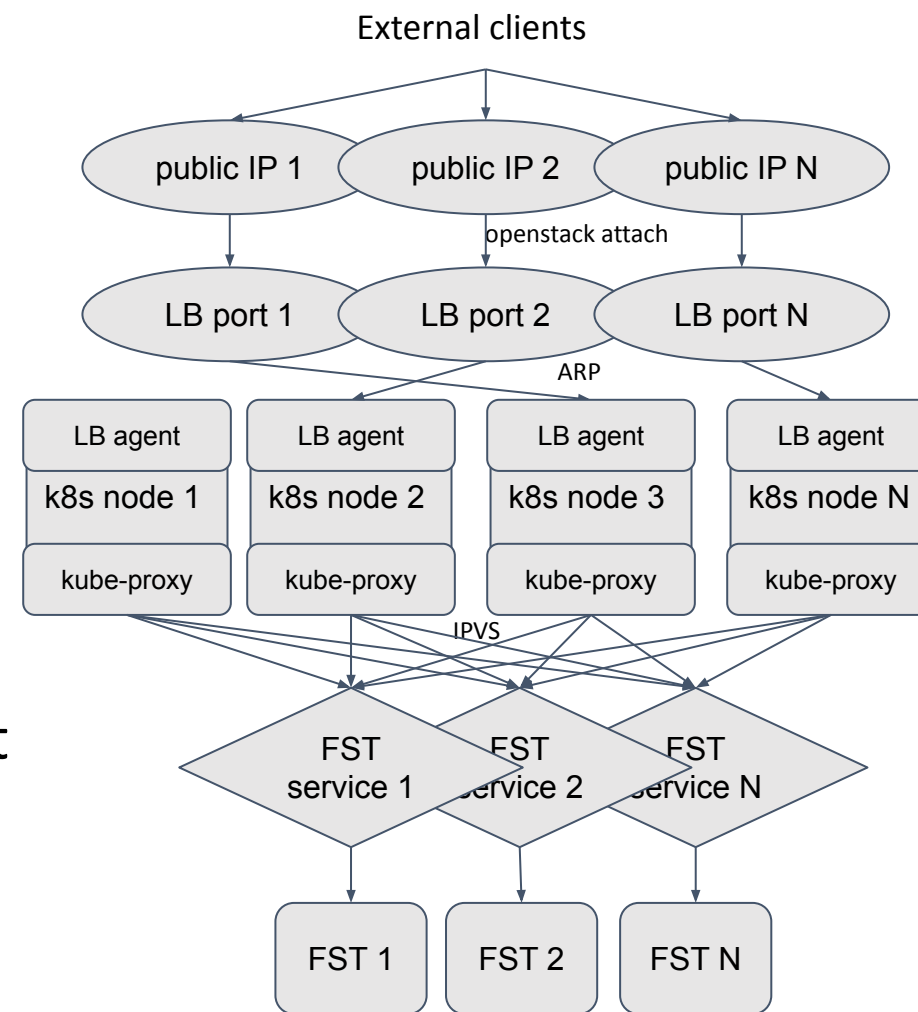 External clients
public IP 1
public IP 2
public IP N
openstack attach
LB port 1
LB port 2
LB port N
ARP
LB agent
LB agent
LB agent
LB agent
k8s node 1
k8s node 2
k8s node 3
k8s node N
kube-proxy
kube-proxy
kube-proxy
kube-proxy
IPVS
t
FST
service 1
FST
service 2
FST
service N
FST 1
FST 2
FST N